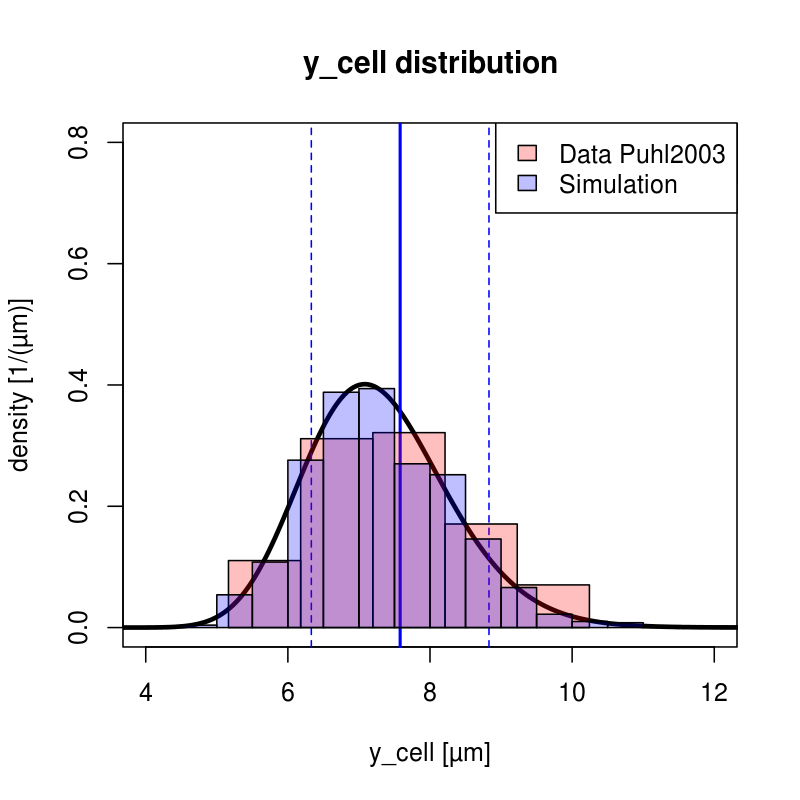 y_cell distribution
Data Puhl2003
Simulation
density [1/(µm)]
0.8
0.6
0.4
0.2
0.0
4 6 8 10 12
y_cell [µm]